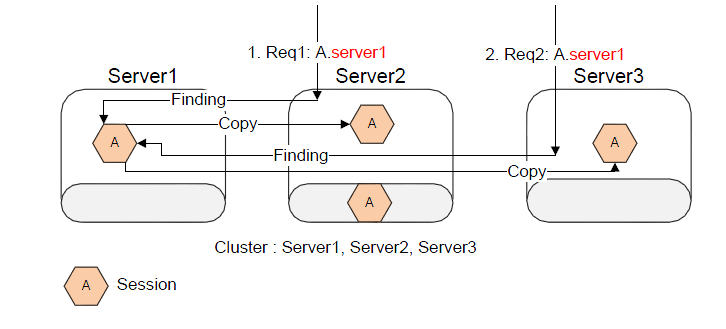 1. Req1: A.server1
2. Req2: A.server1
Server1
Server2
Server3
Finding
Copy
A
A
A
Finding
Copy
A
Cluster : Server1, Server2, Server3
A
Session